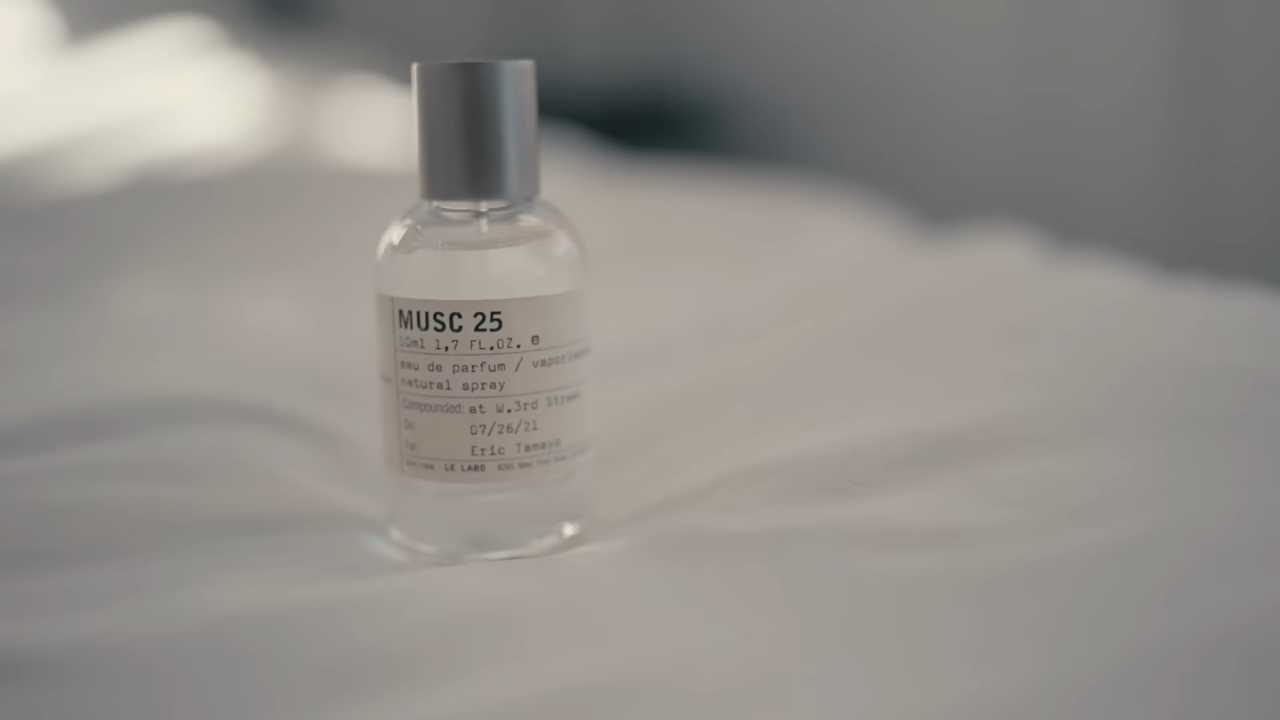 MUSC 25
50ml 1,7 FL.OZ. e
eau de parfum /
natural spray
Compounded: at W.3rd Street
On 07/26/21
For Eric Tamayo
LE LABO